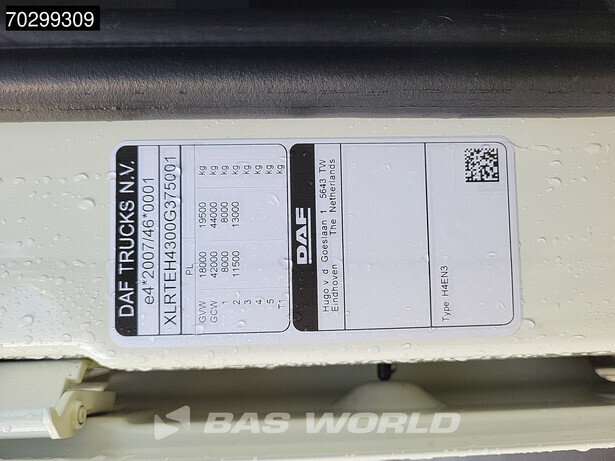 70299309
DAF TRUCKS N.V.
e4*2007/46*0001
XLRTEH4300G375001
PL
GVW 18000 19500 kg
GCW 42000 44000 kg
1 8000 8000 kg
2 11500 13000 kg
3 kg
4 kg
5 kg
T1 kg
DAF
Hugo v. d. Goeslaan 1 5643 TW
Eindhoven The Netherlands
Type: H4EN3
BAS WORLD